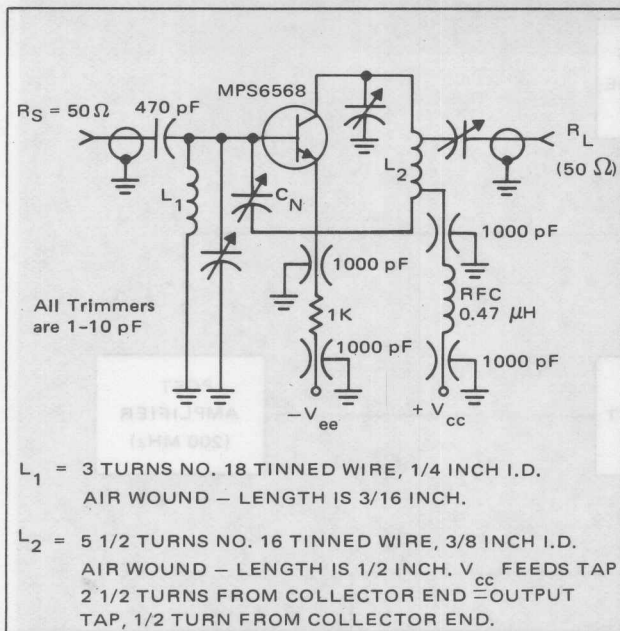 MPS6568
R_S = 50 Ω
470 pF
L_1
C_N
L_2
R_L
(50 Ω)
1000 pF
1000 pF
RFC
0.47 μH
1K
1000 pF
1000 pF
All Trimmers
are 1–10 pF
–V_ee
+V_cc
AMPLIFIER
(200 MHz)
L_1 = 3 TURNS NO. 18 TINNED WIRE, 1/4 INCH I.D.
AIR WOUND – LENGTH IS 3/16 INCH.
L_2 = 5 1/2 TURNS NO. 16 TINNED WIRE, 3/8 INCH I.D.
AIR WOUND – LENGTH IS 1/2 INCH. V_cc FEEDS TAP
2 1/2 TURNS FROM COLLECTOR END – OUTPUT
TAP, 1/2 TURN FROM COLLECTOR END.